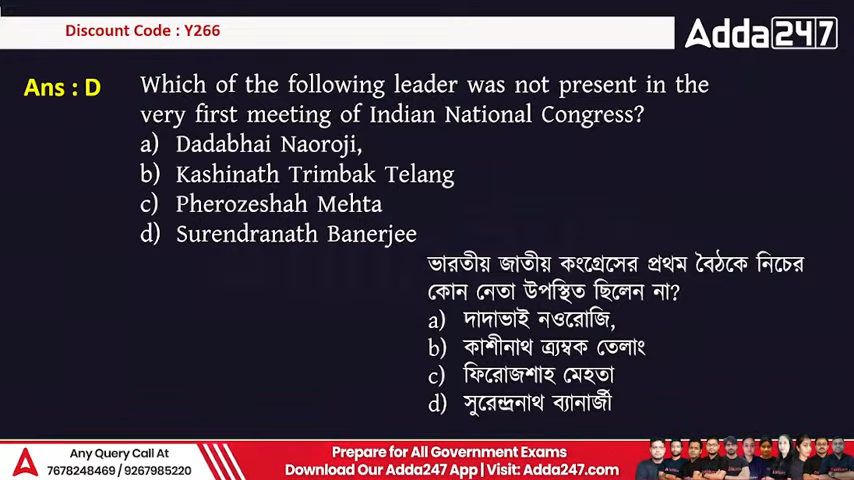 Discount Code : Y266
Adda247
Ans : D
Which of the following leader was not present in the
very first meeting of Indian National Congress?
a) Dadabhai Naoroji,
b) Kashinath Trimbak Telang
c) Pherozeshah Mehta
d) Surendranath Banerjee
ভারতীয় জাতীয় কংগ্রেসের প্রথম বৈঠকে নিচের
কোন নেতা উপস্থিত ছিলেন না?
a) দাদাভাই নওরোজি,
b) কাশীনাথ ত্র্যম্বক তেলাং
c) ফিরোজশাহ মেহতা
d) সুরেন্দ্রনাথ ব্যানার্জী
Any Query Call At
7678248469 / 9267985220
Prepare for All Government Exams
Download Our Adda247 App | Visit: Adda247.com